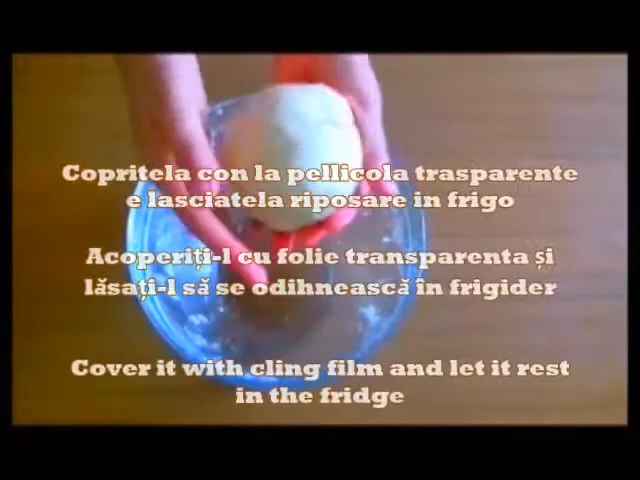 Copritela con la pellicola trasparente
e lasciatela riposare in frigo
Acoperiți-l cu folie transparenta și
lăsați-l să se odihnească în frigider
Cover it with cling film and let it rest
in the fridge